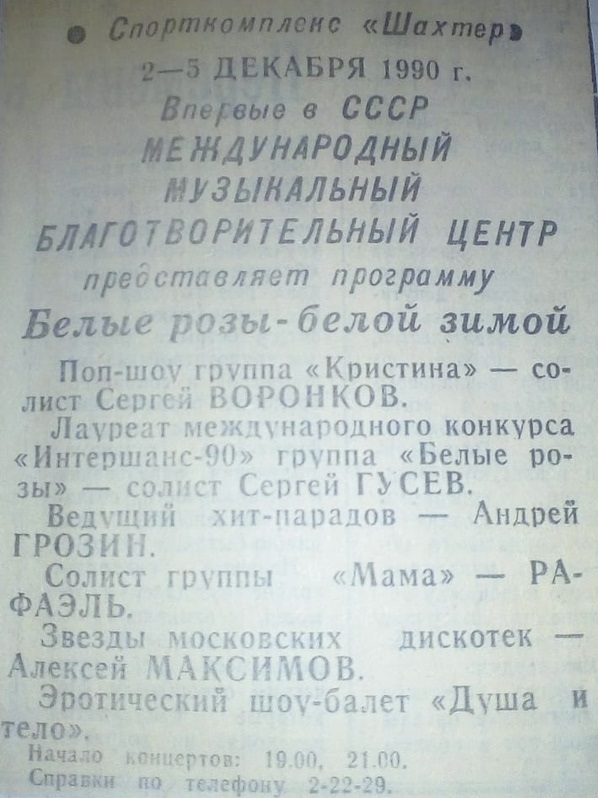 ● Спорткомплекс «Шахтер»
2—5 ДЕКАБРЯ 1990 г.
Впервые в СССР
МЕЖДУНАРОДНЫЙ
МУЗЫКАЛЬНЫЙ
БЛАГОТВОРИТЕЛЬНЫЙ ЦЕНТР
представляет программу
Белые розы-белой зимой
Поп-шоу группа «Кристина» — со-
лист Сергей ВОРОНКОВ.
Лауреат международного конкурса
«Интершанс-90» группа «Белые ро-
зы» — солист Сергей ГУСЕВ.
Ведущий хит-парадов — Андрей
ГРОЗИН.
Солист группы «Мама» — РА-
ФАЭЛЬ.
Звезды московских дискотек —
Алексей МАКСИМОВ.
Эротический шоу-балет «Душа и
тело».
Начало концертов: 19.00, 21.00.
Справки по телефону 2-22-29.